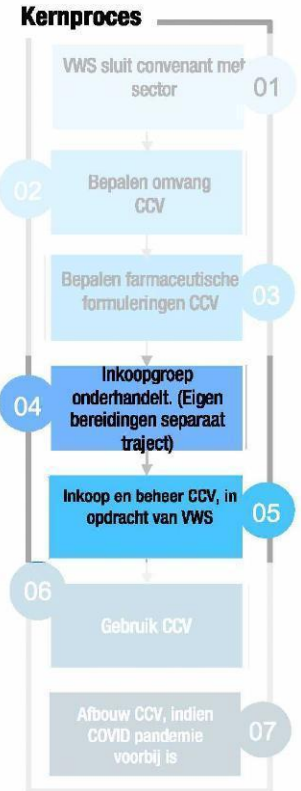 Kernproces
VWS sluit convenant met
sector
01
02
Bepalen omvang
CCV
Bepalen farmaceutische
formuleringen CCV
03
04
Inkoopgroep
onderhandelt. (Eigen
bereidingen separaat
traject)
Inkoop en beheer CCV, in
opdracht van VWS
05
06
Gebruik CCV
Afbouw CCV, indien
COVID pandemie
voorbij is
07